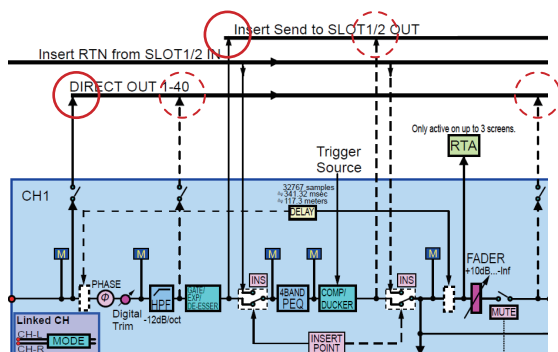 Insert Send to SLOT1/2 OUT
Insert RTN from SLOT1/2 IN
DIRECT OUT 1-40
Only active on up to 3 screens.
RTA
Trigger
Source
32767 samples
≒341.32 msec
≒117.3 meters
DELAY
CH1
M
M
M
M
M
PHASE
Φ
Digital
Trim
HPF
-12dB/oct
GATE/
EXP/
DE-ESSER
INS
4BAND
PEQ
COMP/
DUCKER
INS
FADER
+10dB...-Inf
MUTE
INSERT
POINT
Linked CH
CH-L
CH-R
MODE